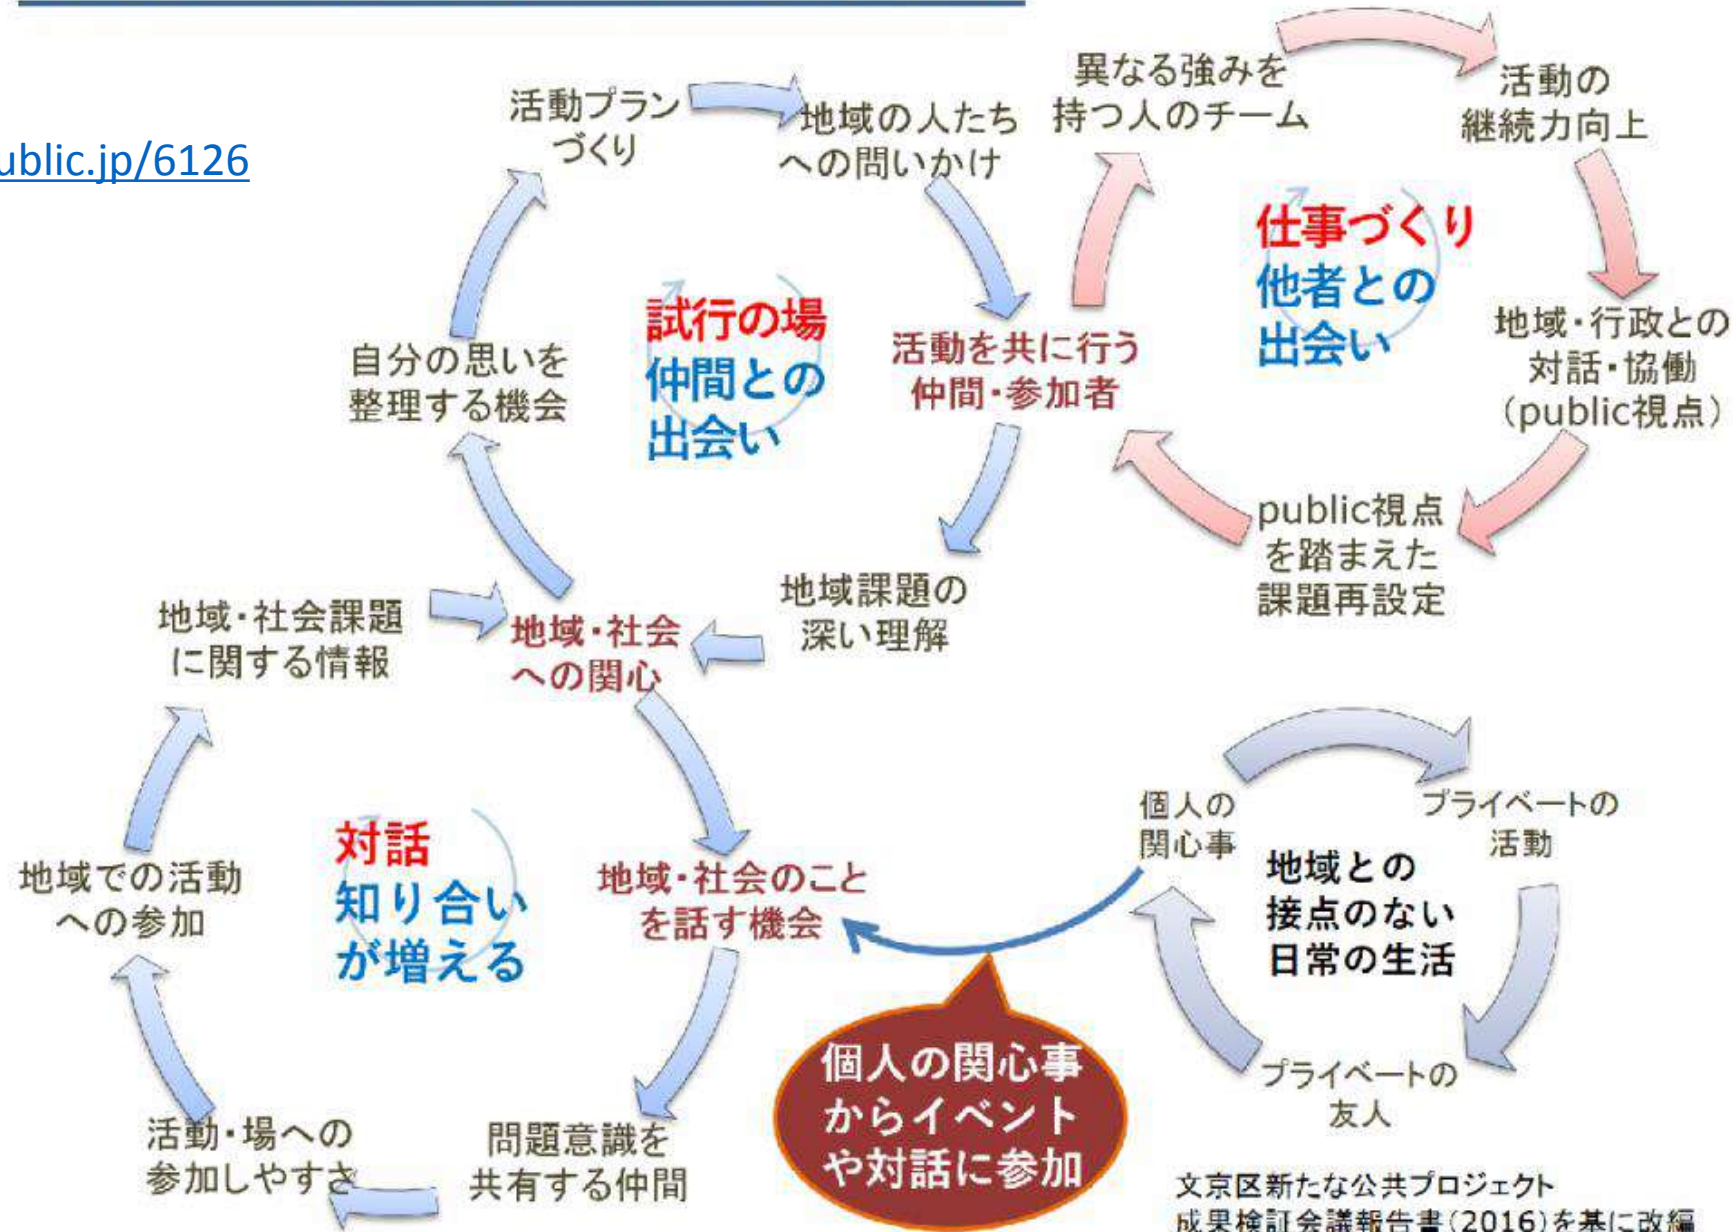 ublic.jp/6126
活動プラン
づくり
地域の人たち
への問いかけ
異なる強みを
持つ人のチーム
活動の
継続力向上
試行の場
仲間との
出会い
仕事づくり
他者との
出会い
自分の思いを
整理する機会
活動を共に行う
仲間・参加者
地域・行政との
対話・協働
(public視点)
public視点
を踏まえた
課題再設定
地域・社会課題
に関する情報
地域・社会
への関心
地域課題の
深い理解
対話
知り合い
が増える
地域での活動
への参加
地域・社会のこと
を話す機会
個人の
関心事
プライベートの
活動
地域との
接点のない
日常の生活
プライベートの
友人
個人の関心事
からイベント
や対話に参加
活動・場への
参加しやすさ
問題意識を
共有する仲間
文京区新たな公共プロジェクト
成果検証会議報告書(2016)を基に改編